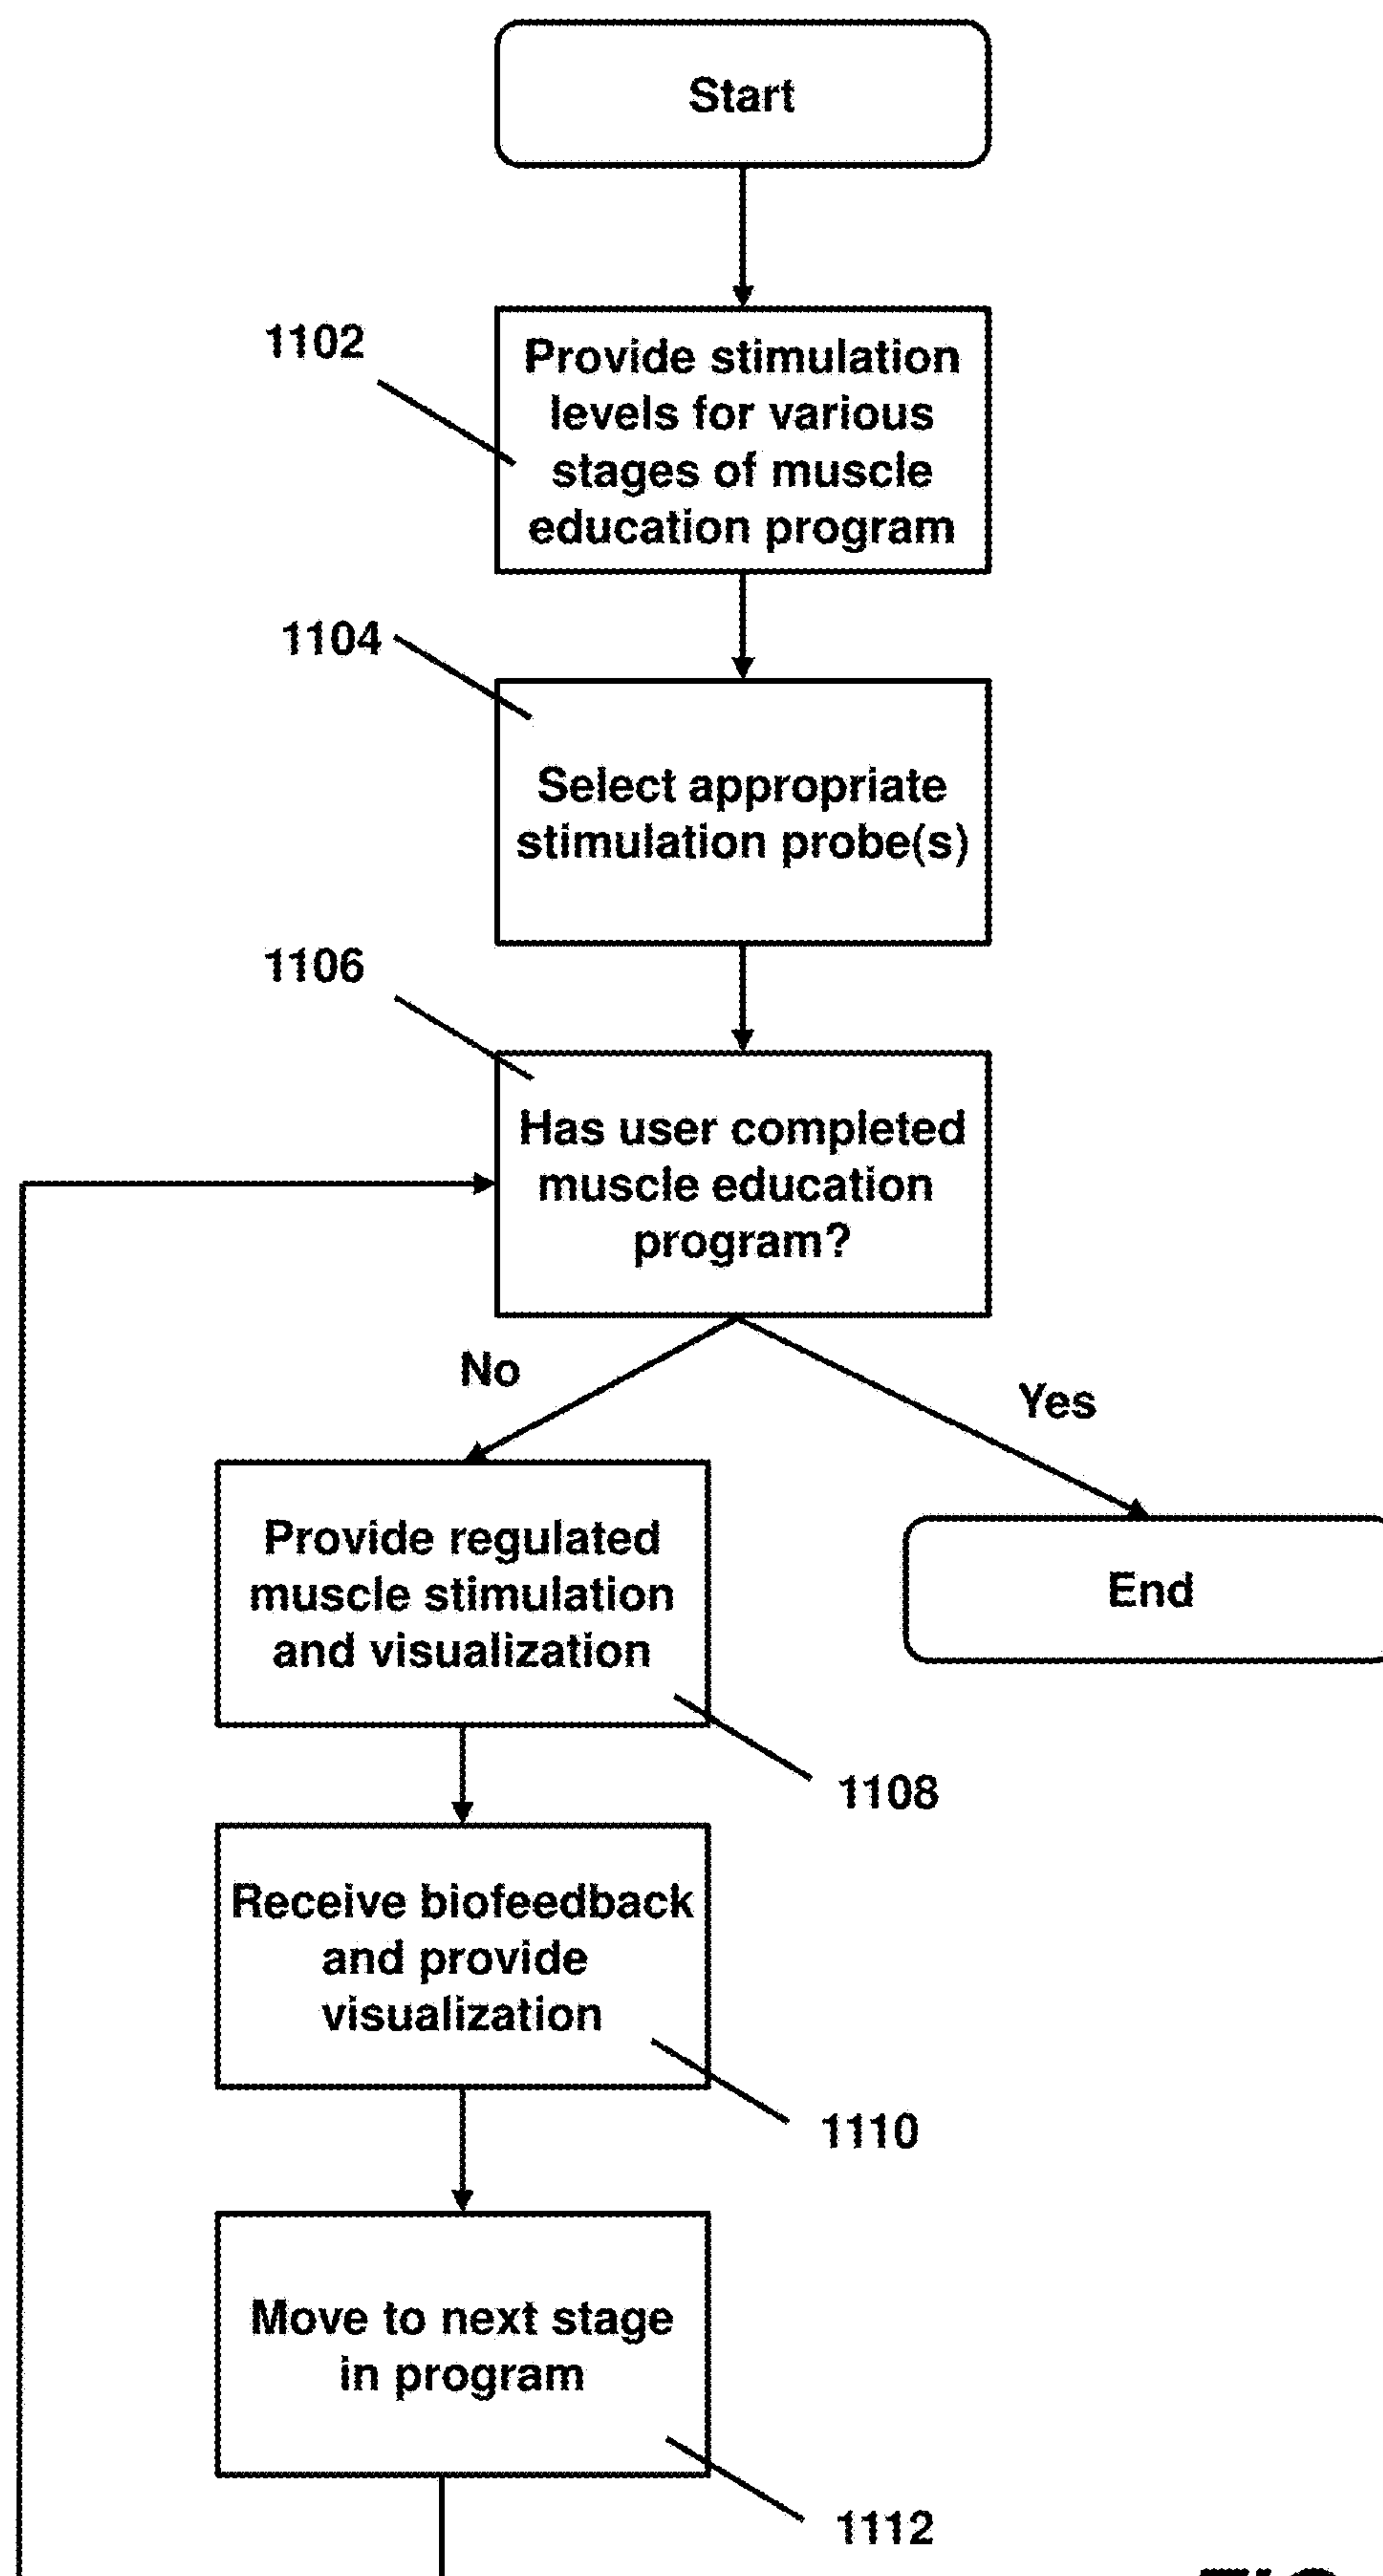 Start
1102
Provide stimulation
levels for various
stages of muscle
education program
1104
Select appropriate
stimulation probe(s)
1106
Has user completed
muscle education
program?
No
Yes
Provide regulated
muscle stimulation
and visualization
End
1108
Receive biofeedback
and provide
visualization
1110
Move to next stage
in program
1112